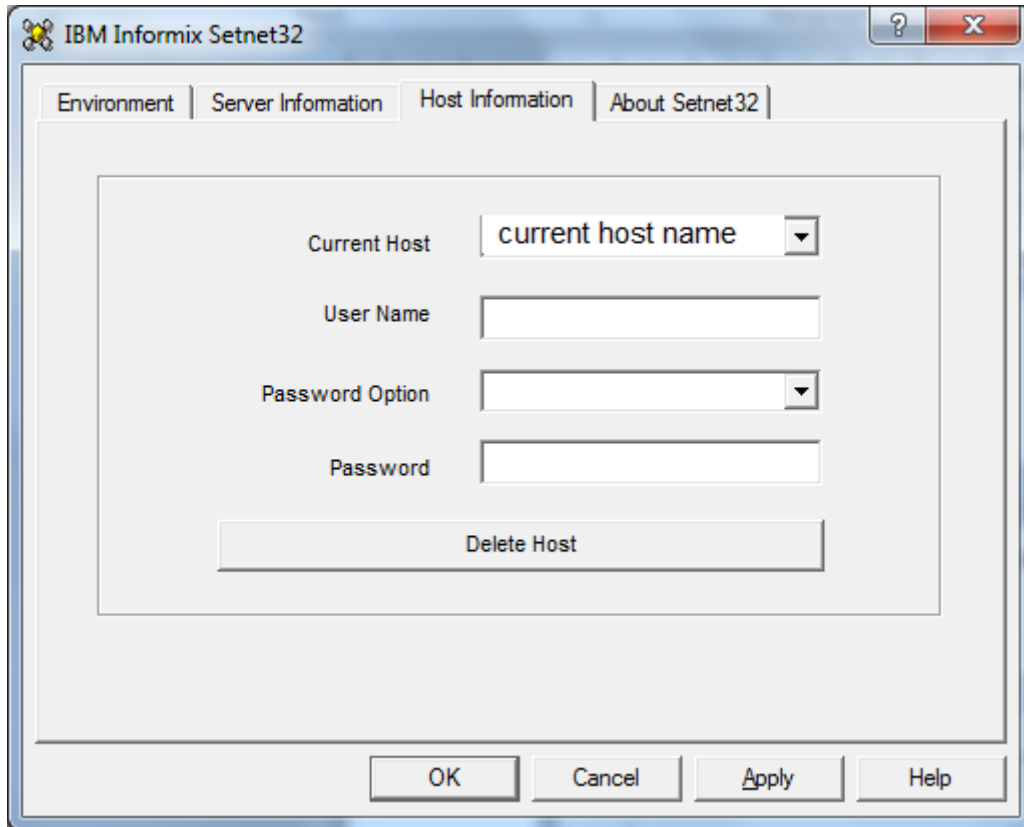 IBM Informix Setnet32
Environment Server Information Host Information About Setnet32
Current Host current host name
User Name
Password Option
Password
Delete Host
OK Cancel Apply Help